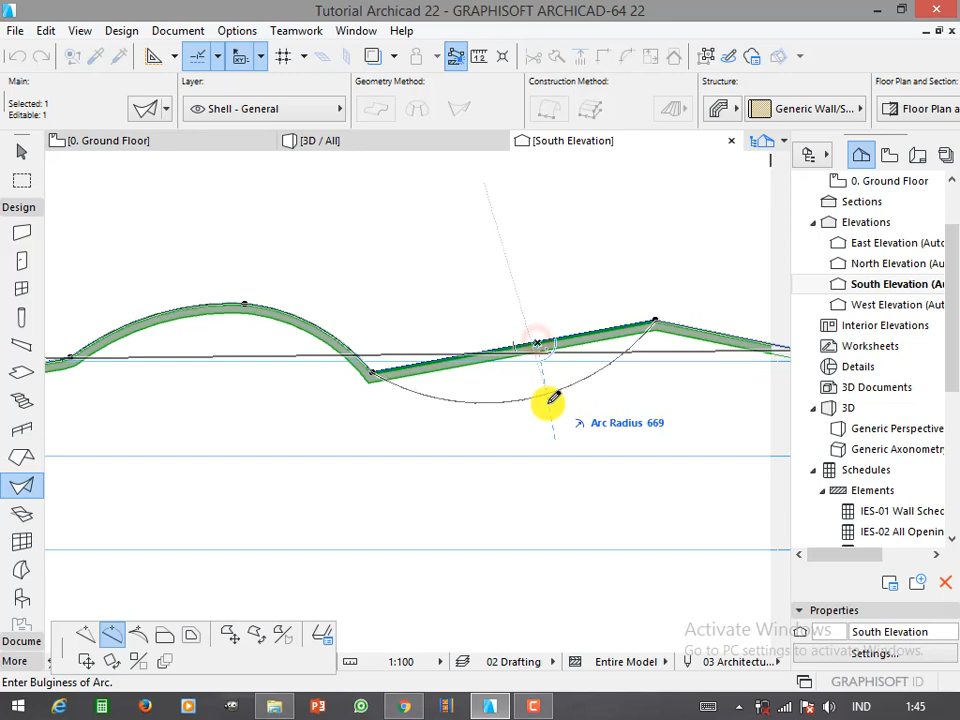 Tutorial Archicad 22 - GRAPHISOFT ARCHICAD-64 22
File Edit View Design Document Options Teamwork Window Help
Main: Layer: Geometry Method: Construction Method: Structure: Floor Plan and Section:
Selected: 1
Editable: 1
Shell - General
Generic Wall/S...
Floor Plan a
[0. Ground Floor] [3D / All] [South Elevation]
Design
0. Ground Floor
Sections
Elevations
East Elevation (Auto
North Elevation (Au
South Elevation (Au
West Elevation (Aut
Interior Elevations
Worksheets
Details
3D Documents
3D
Generic Perspective
Generic Axonometry
Schedules
Elements
IES-01 Wall Sched
IES-02 All Opening
Arc Radius 669
Properties
South Elevation
Settings...
Activate Windows
Go to PC settings to activate Windows.
Docume
More
1:100
02 Drafting
Entire Model
03 Architectu...
Enter Bulginess of Arc.
GRAPHISOFT ID
IND
1:45